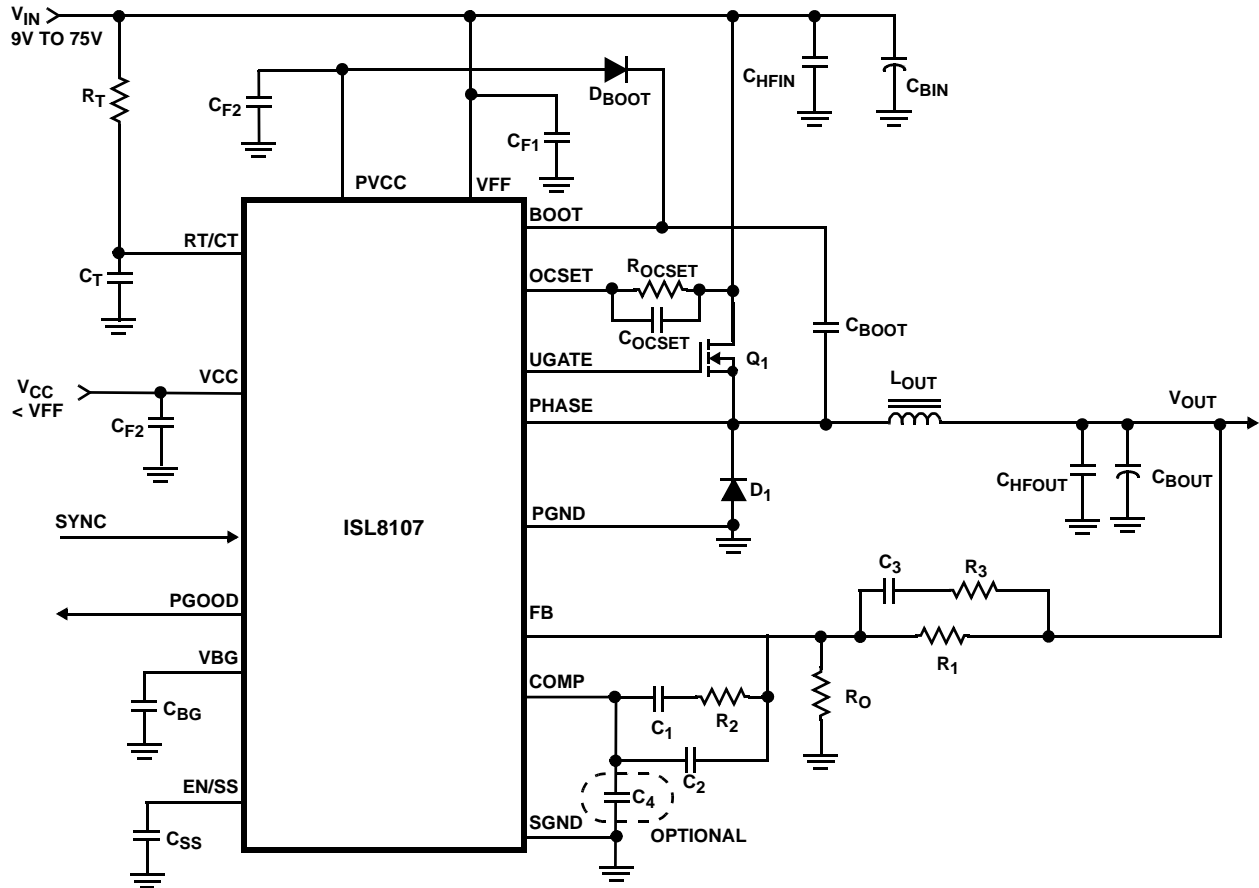 VIN
9V TO 75V
RT
CF2
DBOOT
CHFIN
CBIN
CF1
PVCC
VFF
BOOT
RT/CT
CT
OCSET
ROCSET
COCSET
CBOOT
UGATE
Q1
VCC
VCC
< VFF
CF2
PHASE
LOUT
VOUT
D1
CHFOUT
CBOUT
PGND
SYNC
ISL8107
PGOOD
FB
C3
R3
R1
VBG
CBG
COMP
C1
R2
RO
C2
EN/SS
CSS
C4
SGND
OPTIONAL